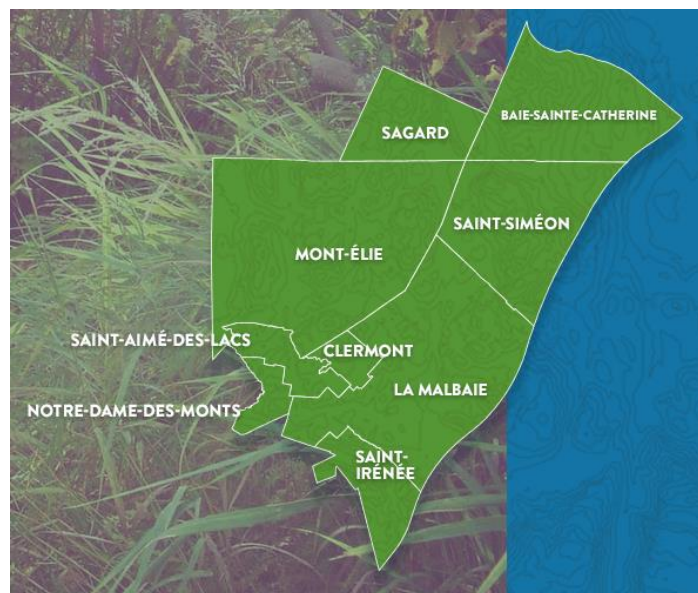 BAIE-SAINTE-CATHERINE
SAGARD
SAINT-SIMÉON
MONT-ÉLIE
SAINT-AIMÉ-DES-LACS
CLERMONT
LA MALBAIE
NOTRE-DAME-DES-MONTS
SAINT-
IRÉNÉE